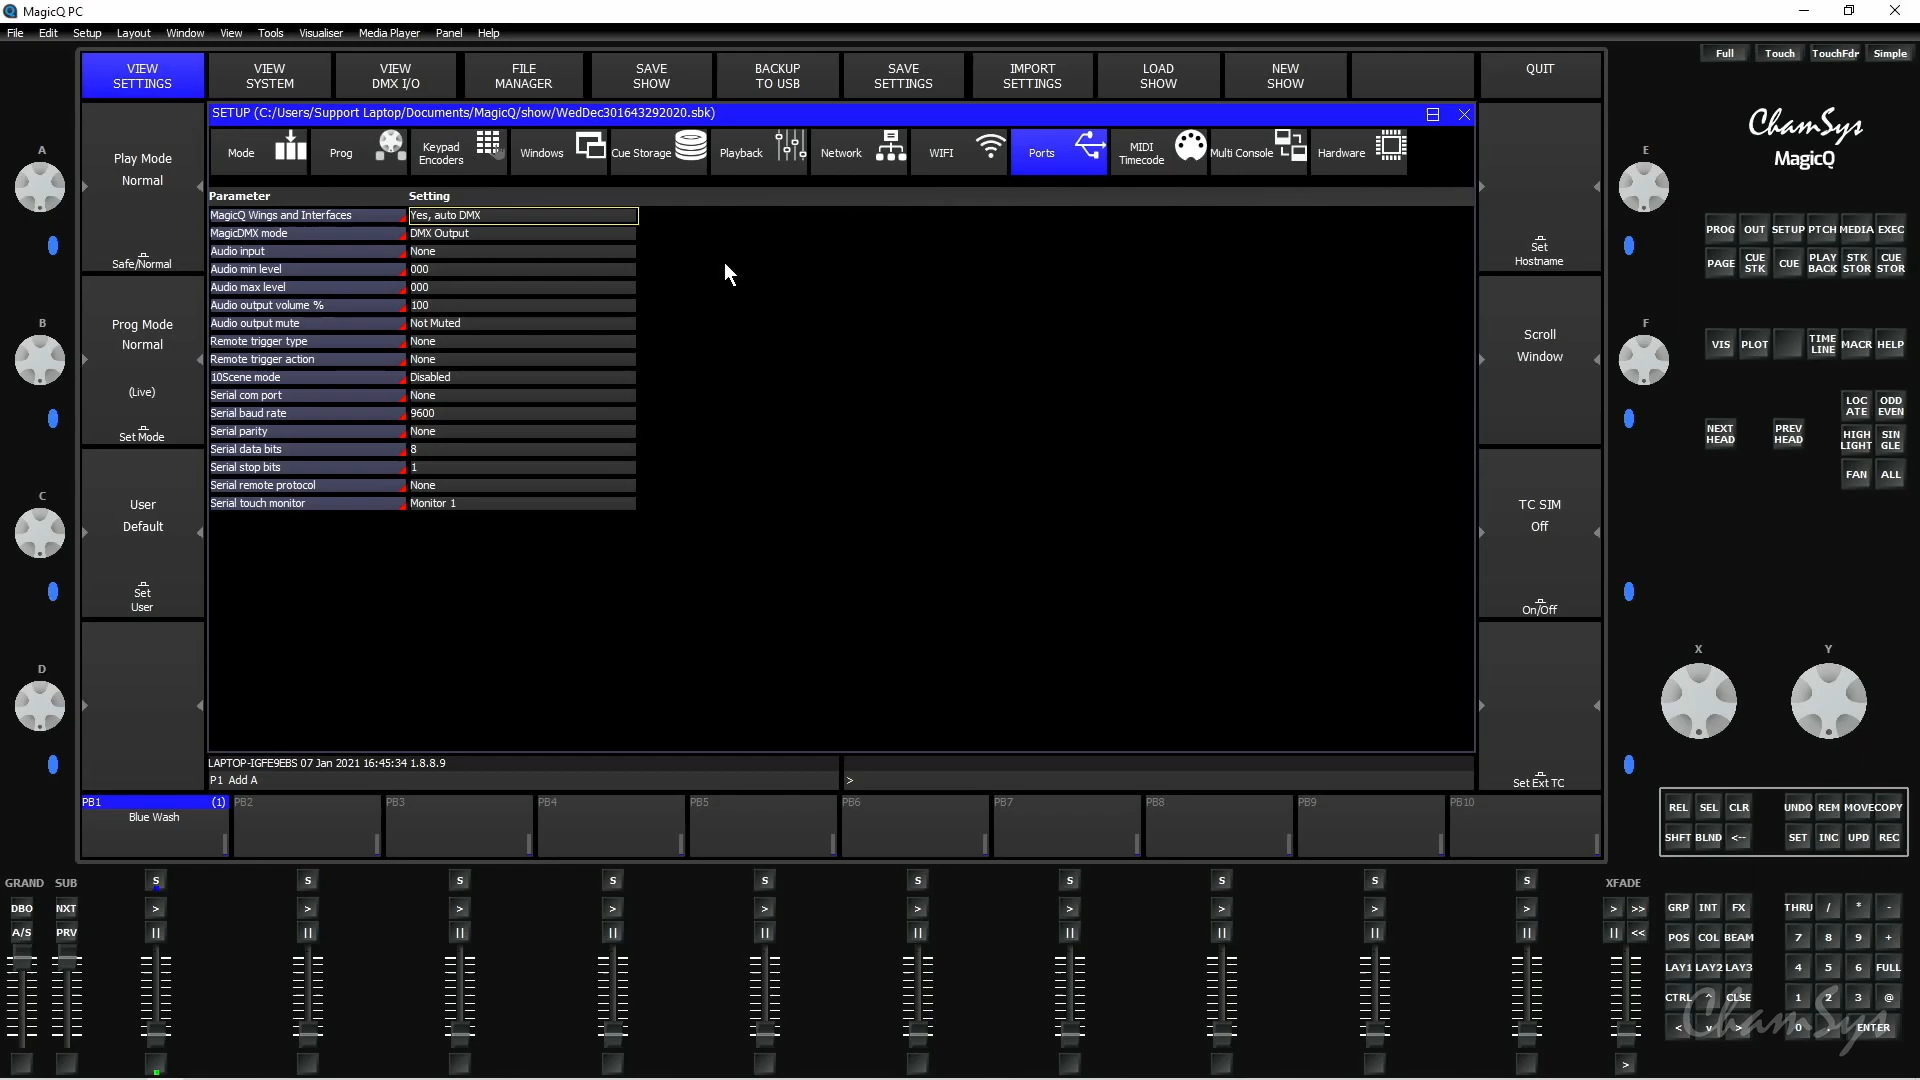 MagicQ PC
File Edit Setup Layout Window View Tools Visualiser Media Player Panel Help
Full Touch TouchFdr Simple
VIEW SETTINGS
VIEW SYSTEM
VIEW DMX I/O
FILE MANAGER
SAVE SHOW
BACKUP TO USB
SAVE SETTINGS
IMPORT SETTINGS
LOAD SHOW
NEW SHOW
QUIT
SETUP (C:/Users/Support Laptop/Documents/MagicQ/show/WedDec301643292020.sbk)
Mode
Prog
Keypad Encoders
Windows
Cue Storage
Playback
Network
WIFI
Ports
MIDI Timecode
Multi Console
Hardware
Parameter Setting
MagicQ Wings and Interfaces Yes, auto DMX
MagicDMX mode DMX Output
Audio input None
Audio min level 000
Audio max level 000
Audio output volume % 100
Audio output mute Not Muted
Remote trigger type None
Remote trigger action None
10Scene mode Disabled
Serial com port None
Serial baud rate 9600
Serial parity None
Serial data bits 8
Serial stop bits 1
Serial remote protocol None
Serial touch monitor Monitor 1
A
Play Mode
Normal
Safe/Normal
B
Prog Mode
Normal
(Live)
Set Mode
C
User
Default
Set
User
D
Set
Hostname
E
Scroll
Window
F
TC SIM
Off
On/Off
Set Ext TC
ChamSys
MagicQ
PROG OUT SETUP PTCH MEDIA EXEC
PAGE CUE STK CUE PLAY BACK STK STOR CUE STOR
VIS PLOT TIME LINE MACR HELP
LOC ATE ODD EVEN
NEXT HEAD PREV HEAD HIGH LIGHT SIN GLE
FAN ALL
X Y
LAPTOP-IGFE9EBS 07 Jan 2021 16:45:34 1.8.8.9
P1 Add A >
PB1 (1) PB2 PB3 PB4 PB5 PB6 PB7 PB8 PB9 PB10
Blue Wash
REL SEL CLR UNDO REM MOVE COPY
SHFT BLND <-- SET INC UPD REC
GRAND SUB S S S S S S S S S S XFADE
DBO NXT > > > > > > > > > > > >>
A/S PRV || || || || || || || || || || || <<
GRP INT FX THRU / * -
POS COL BEAM 7 8 9 +
LAY1 LAY2 LAY3 4 5 6 FULL
CTRL ^ CLSE 1 2 3 @
< v > 0 . ENTER
ChamSys
>